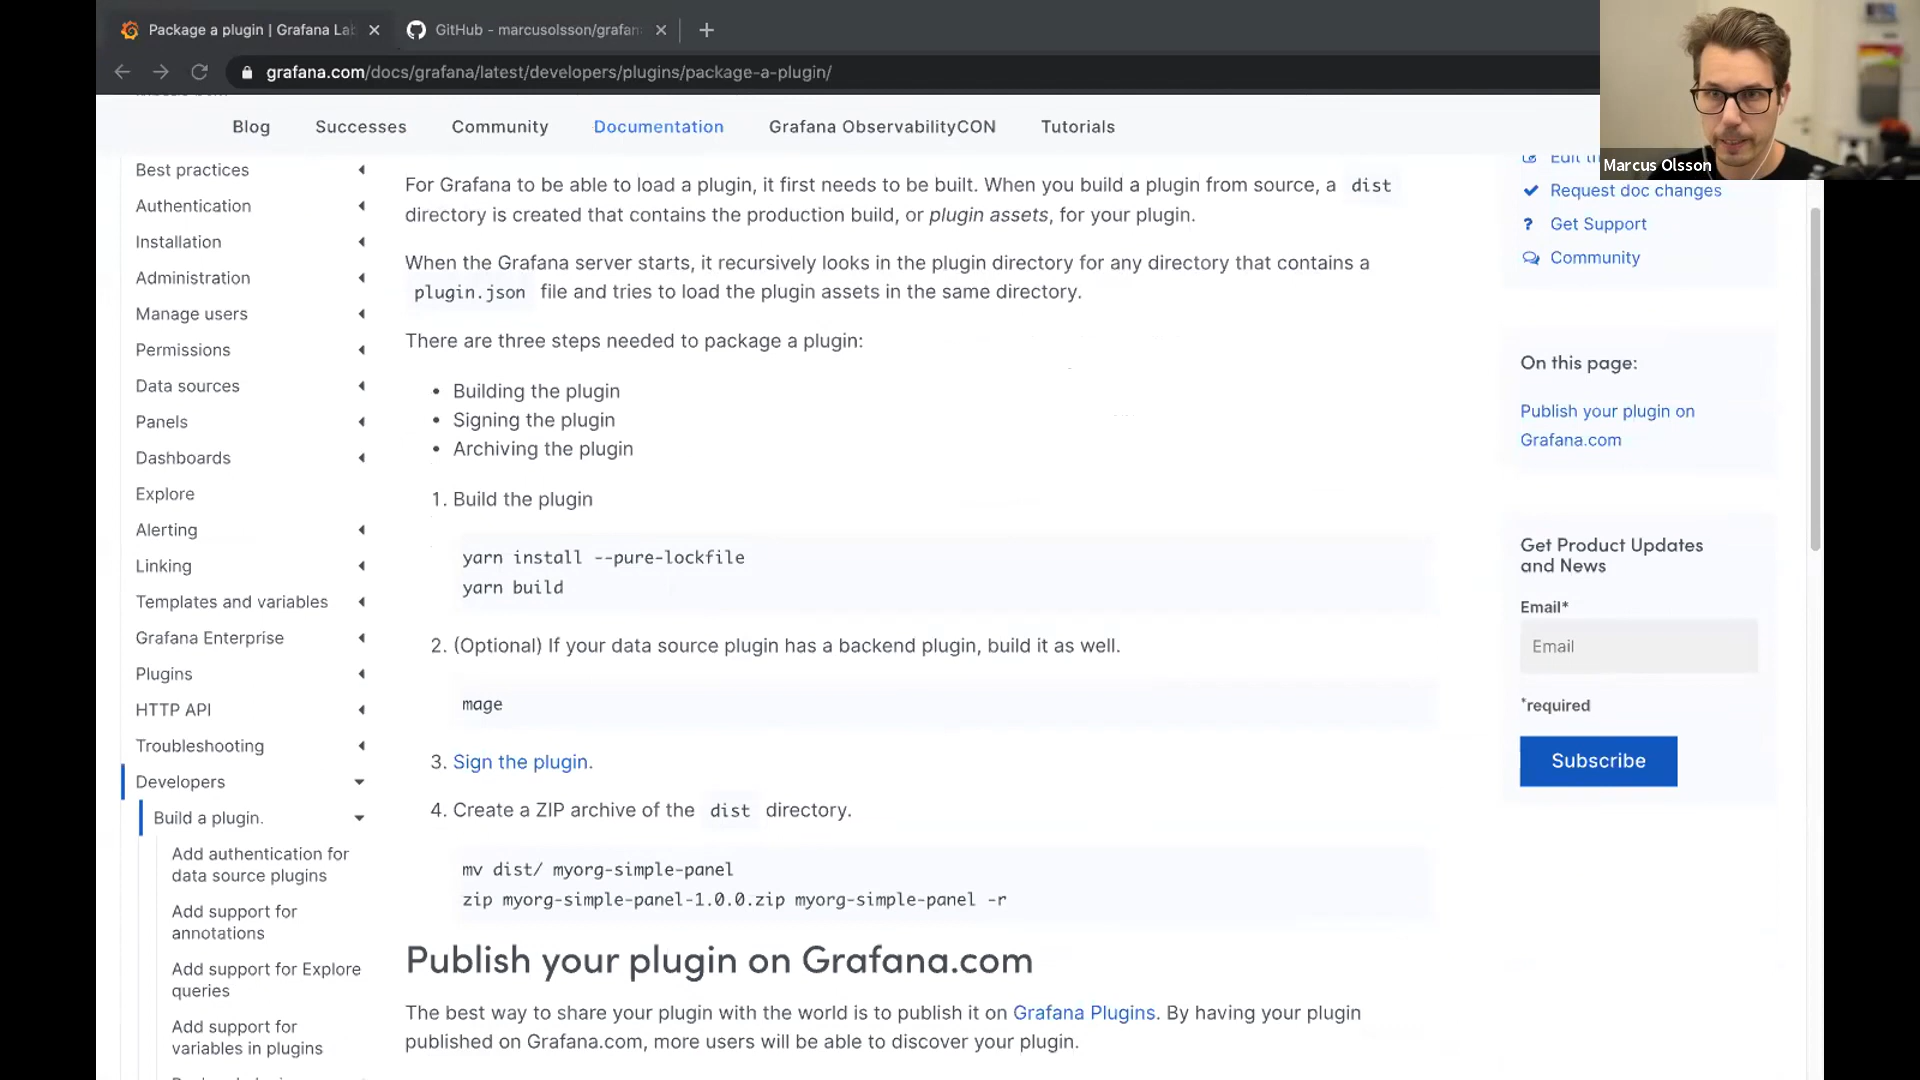 Package a plugin | Grafana Lab
GitHub - marcusolsson/grafan
grafana.com/docs/grafana/latest/developers/plugins/package-a-plugin/
Marcus Olsson
Blog
Successes
Community
Documentation
Grafana ObservabilityCON
Tutorials
Best practices
Authentication
Installation
Administration
Manage users
Permissions
Data sources
Panels
Dashboards
Explore
Alerting
Linking
Templates and variables
Grafana Enterprise
Plugins
HTTP API
Troubleshooting
Developers
Build a plugin.
Add authentication for
data source plugins
Add support for
annotations
Add support for Explore
queries
Add support for
variables in plugins
For Grafana to be able to load a plugin, it first needs to be built. When you build a plugin from source, a dist
directory is created that contains the production build, or plugin assets, for your plugin.
When the Grafana server starts, it recursively looks in the plugin directory for any directory that contains a
plugin.json file and tries to load the plugin assets in the same directory.
There are three steps needed to package a plugin:
• Building the plugin
• Signing the plugin
• Archiving the plugin
1. Build the plugin
yarn install --pure-lockfile
yarn build
2. (Optional) If your data source plugin has a backend plugin, build it as well.
mage
3. Sign the plugin.
4. Create a ZIP archive of the dist directory.
mv dist/ myorg-simple-panel
zip myorg-simple-panel-1.0.0.zip myorg-simple-panel -r
Publish your plugin on Grafana.com
The best way to share your plugin with the world is to publish it on Grafana Plugins. By having your plugin
published on Grafana.com, more users will be able to discover your plugin.
Edit
Request doc changes
Get Support
Community
On this page:
Publish your plugin on
Grafana.com
Get Product Updates
and News
Email*
Email
*required
Subscribe